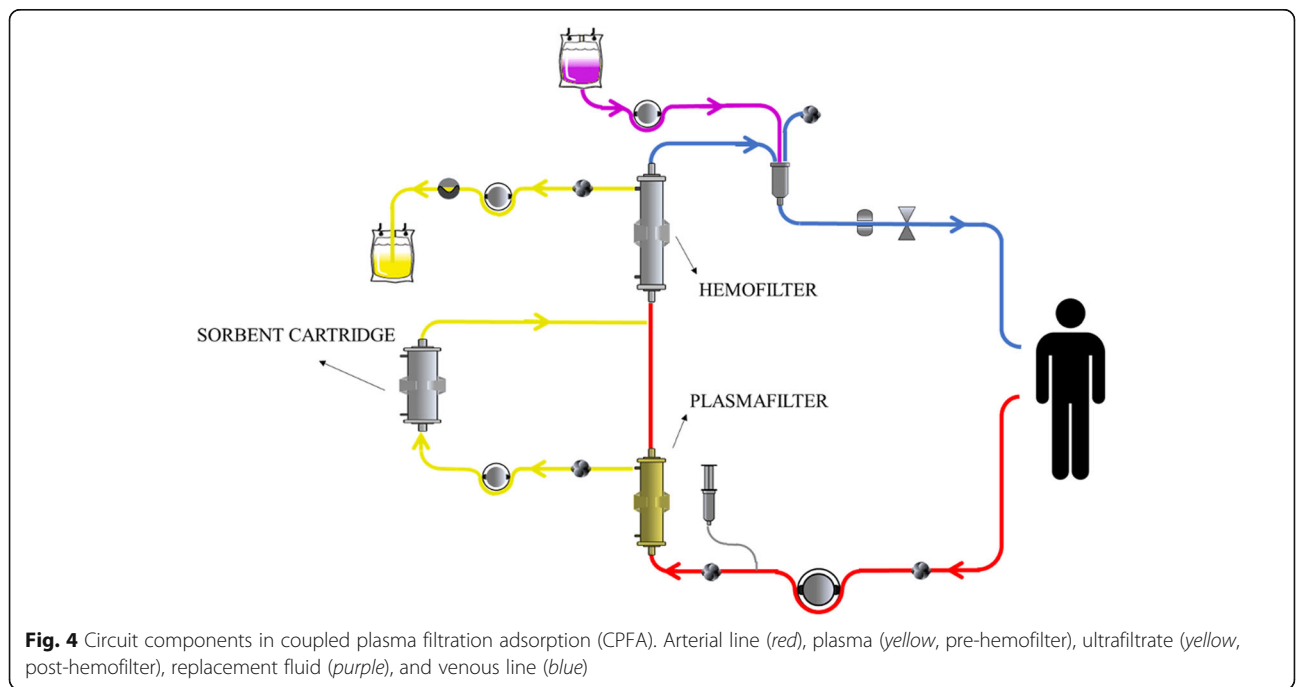 HEMOFILTER
SORBENT CARTRIDGE
PLASMAFILTER
Fig. 4 Circuit components in coupled plasma filtration adsorption (CPFA). Arterial line (red), plasma (yellow, pre-hemofilter), ultrafiltrate (yellow,
post-hemofilter), replacement fluid (purple), and venous line (blue)